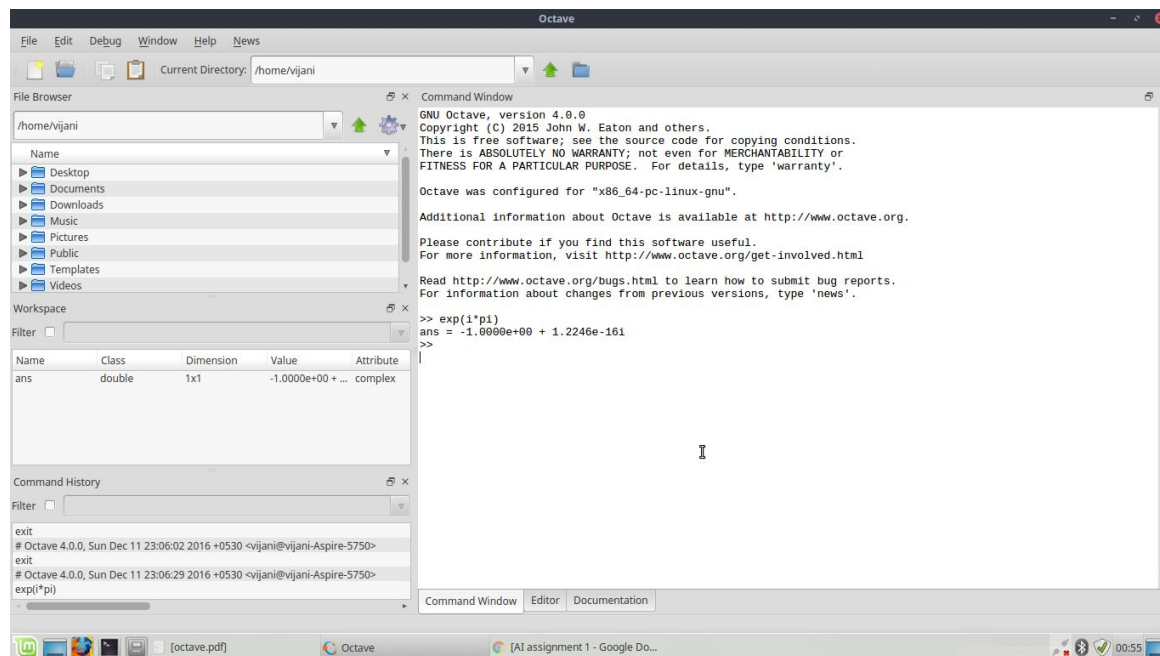 Octave
File Edit Debug Window Help News
Current Directory: /home/vijani
File Browser
/home/vijani
Name
Desktop
Documents
Downloads
Music
Pictures
Public
Templates
Videos
Workspace
Filter
Name Class Dimension Value Attribute
ans double 1x1 -1.0000e+00 + ... complex
Command History
Filter
exit
# Octave 4.0.0, Sun Dec 11 23:06:02 2016 +0530 <vijani@vijani-Aspire-5750>
exit
# Octave 4.0.0, Sun Dec 11 23:06:29 2016 +0530 <vijani@vijani-Aspire-5750>
exp(i*pi)
Command Window
GNU Octave, version 4.0.0
Copyright (C) 2015 John W. Eaton and others.
This is free software; see the source code for copying conditions.
There is ABSOLUTELY NO WARRANTY; not even for MERCHANTABILITY or
FITNESS FOR A PARTICULAR PURPOSE.  For details, type 'warranty'.
Octave was configured for "x86_64-pc-linux-gnu".
Additional information about Octave is available at http://www.octave.org.
Please contribute if you find this software useful.
For more information, visit http://www.octave.org/get-involved.html
Read http://www.octave.org/bugs.html to learn how to submit bug reports.
For information about changes from previous versions, type 'news'.
>> exp(i*pi)
ans = -1.0000e+00 + 1.2246e-16i
>>
Command Window Editor Documentation
[octave.pdf] Octave [AI assignment 1 - Google Do... 00:55